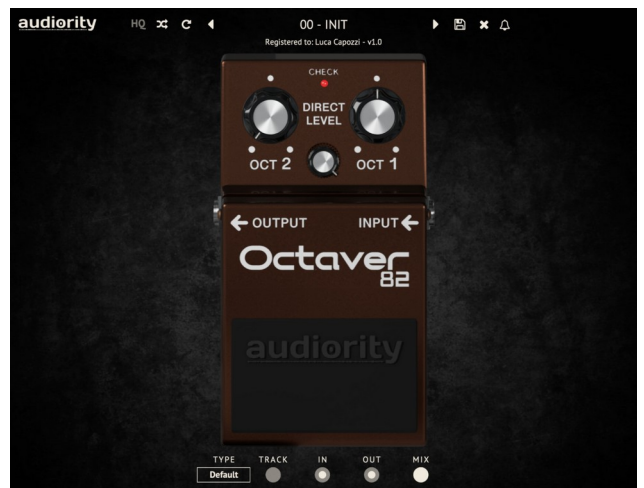 audiority
HQ
00 - INIT
Registered to: Luca Capozzi - v1.0
CHECK
DIRECT
LEVEL
OCT 2
OCT 1
OUTPUT
INPUT
Octaver
82
audiority
TYPE
TRACK
IN
OUT
MIX
Default